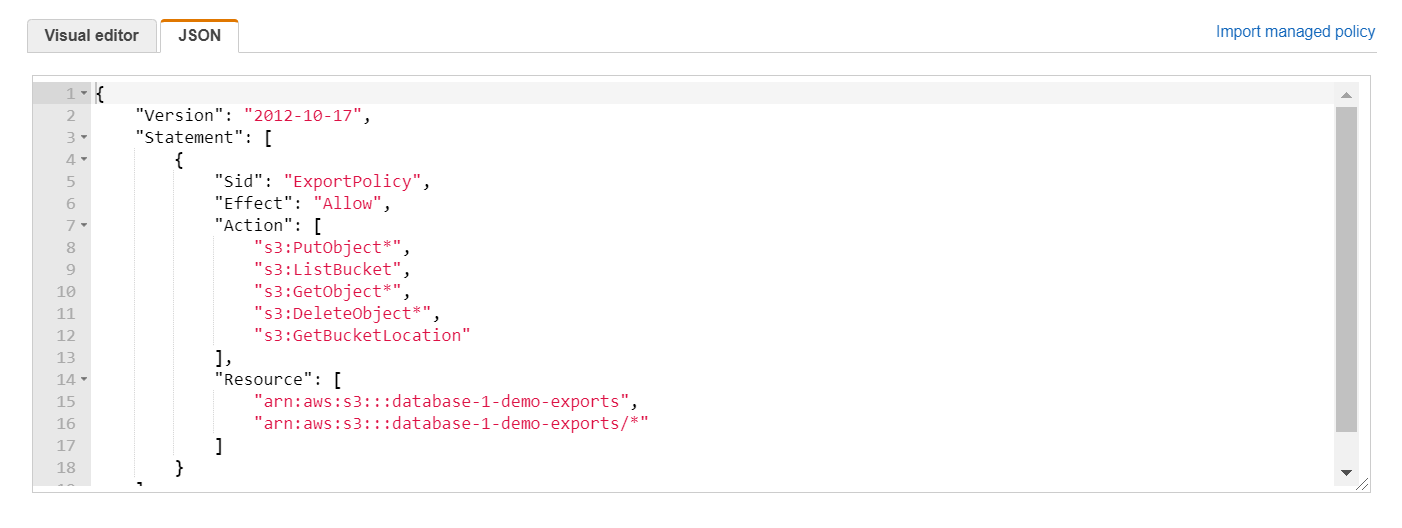 Visual editor JSON Import managed policy
1 {
2 "Version": "2012-10-17",
3 "Statement": [
4 {
5 "Sid": "ExportPolicy",
6 "Effect": "Allow",
7 "Action": [
8 "s3:PutObject*",
9 "s3:ListBucket",
10 "s3:GetObject*",
11 "s3:DeleteObject*",
12 "s3:GetBucketLocation"
13 ],
14 "Resource": [
15 "arn:aws:s3:::database-1-demo-exports",
16 "arn:aws:s3:::database-1-demo-exports/*"
17 ]
18 }